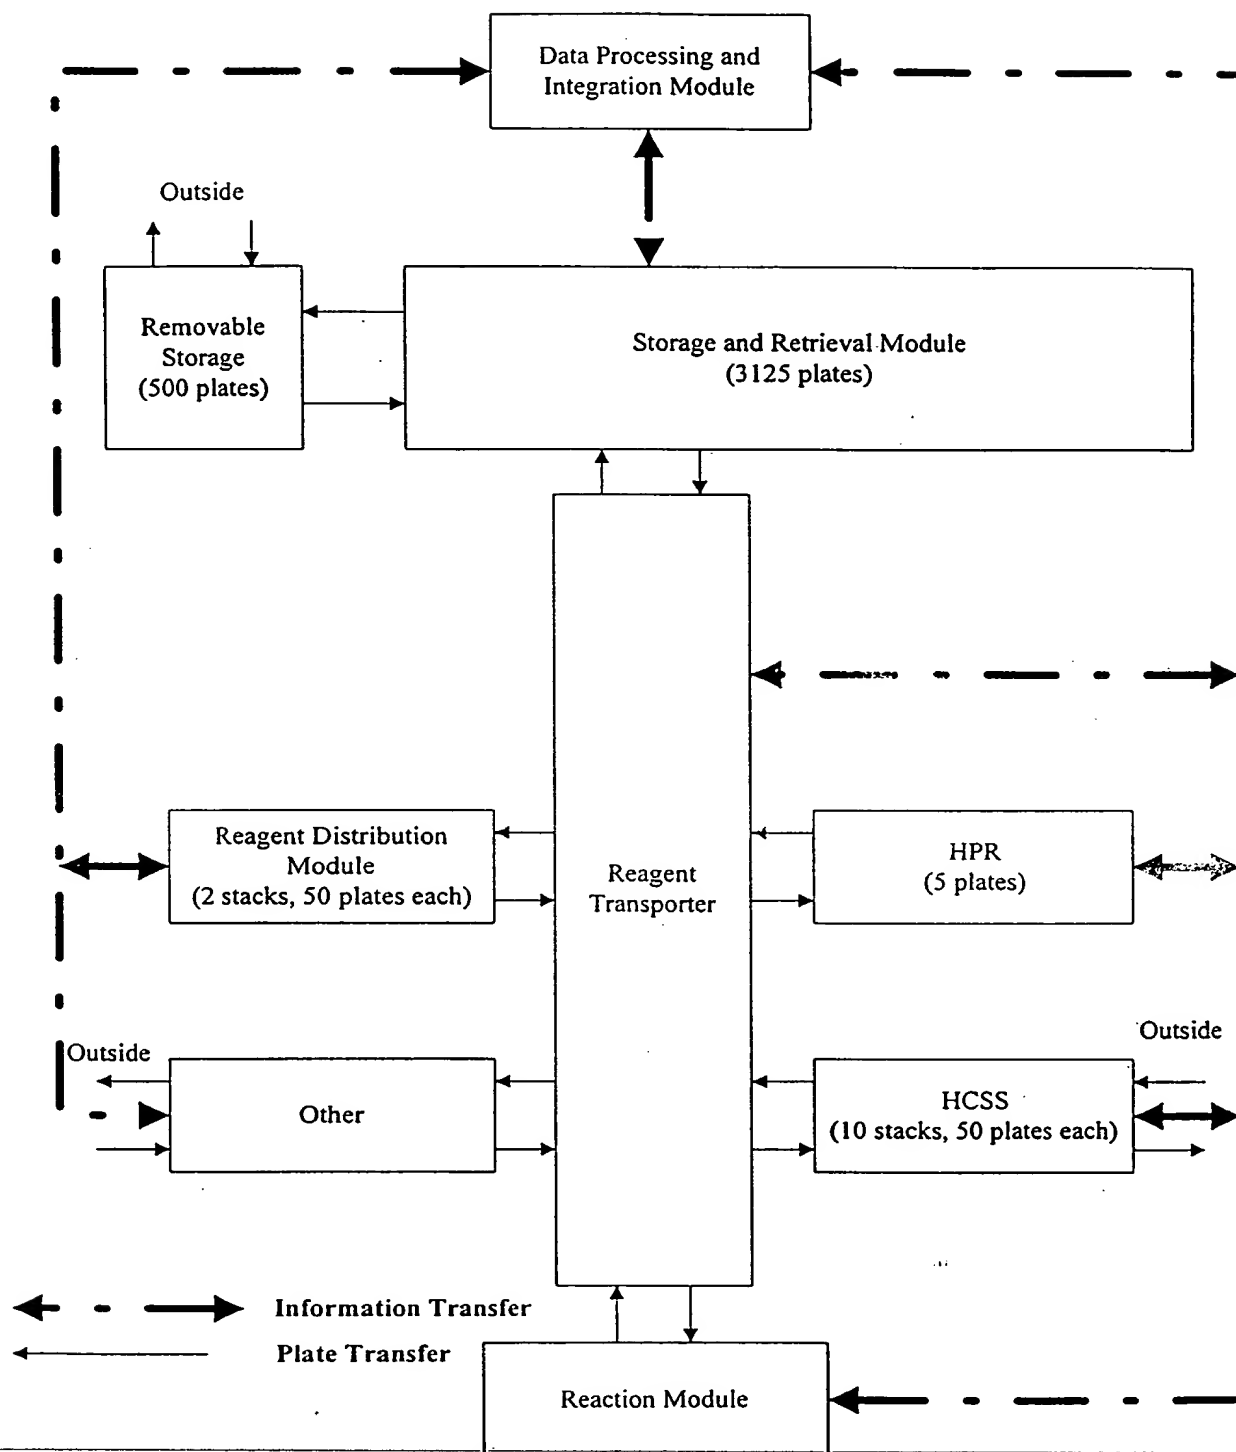 Data Processing and
Integration Module
Outside
Removable
Storage
(500 plates)
Storage and Retrieval Module
(3125 plates)
Reagent Distribution
Module
(2 stacks, 50 plates each)
Reagent
Transporter
HPR
(5 plates)
Outside
Outside
Other
HCSS
(10 stacks, 50 plates each)
Information Transfer
Plate Transfer
Reaction Module